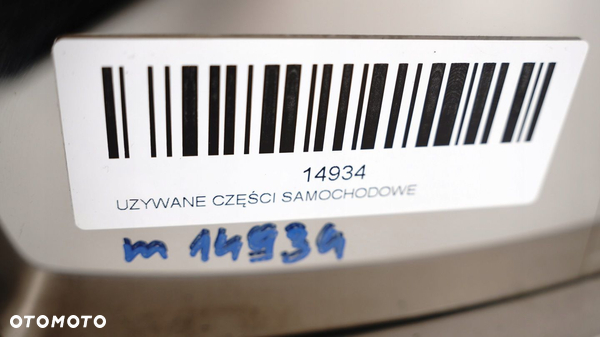 14934
UZYWANE CZĘŚCI SAMOCHODOWE
m 14934
OTOMOTO